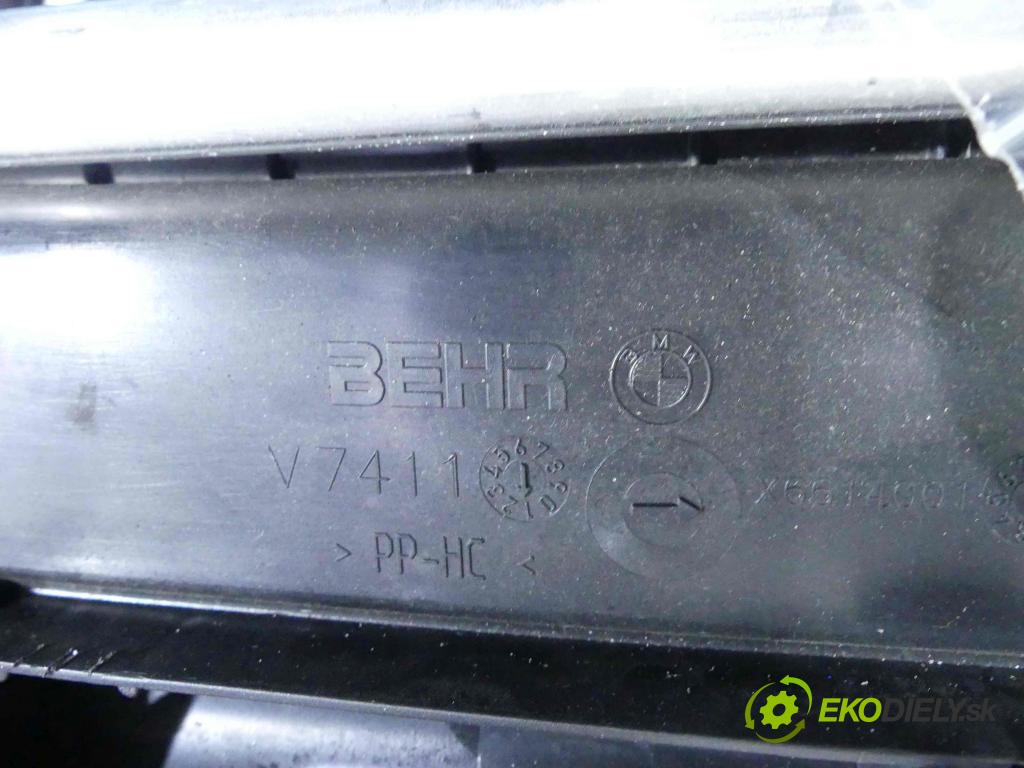 BEHR
BMW
V7411
> PP-HC <
EKODIELY.sk